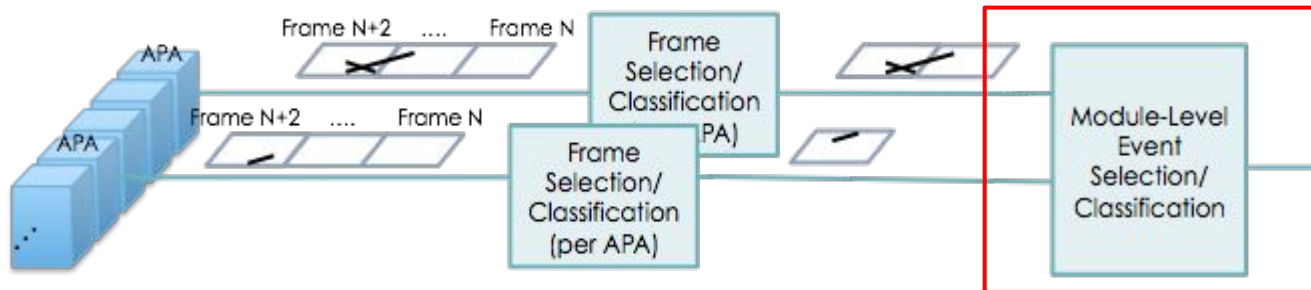 APA
Frame N+2 .... Frame N
Frame
Selection/
Classification
PA)
APA
Frame N+2 .... Frame N
Frame
Selection/
Classification
(per APA)
Module-Level
Event
Selection/
Classification